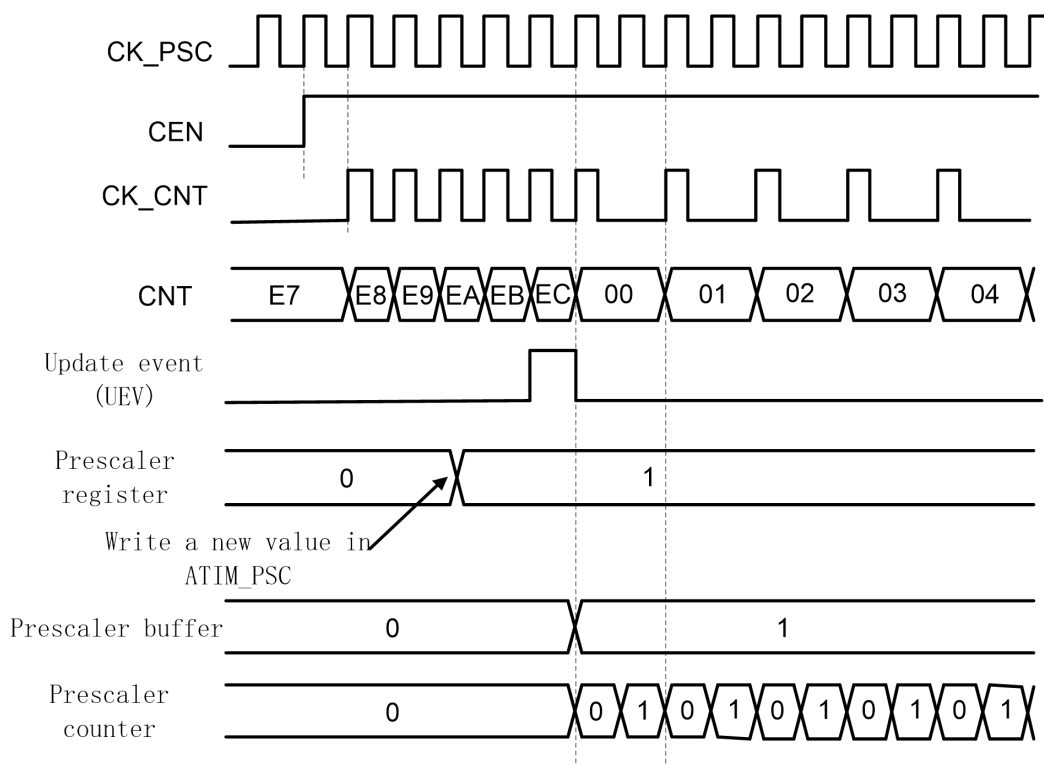 CK_PSC
CEN
CK_CNT
CNT E7 E8 E9 EA EB EC 00 01 02 03 04
Update event
(UEV)
Prescaler
register
0 1
Write a new value in
ATIM_PSC
Prescaler buffer 0 1
Prescaler
counter
0 0 1 0 1 0 1 0 1 0 1